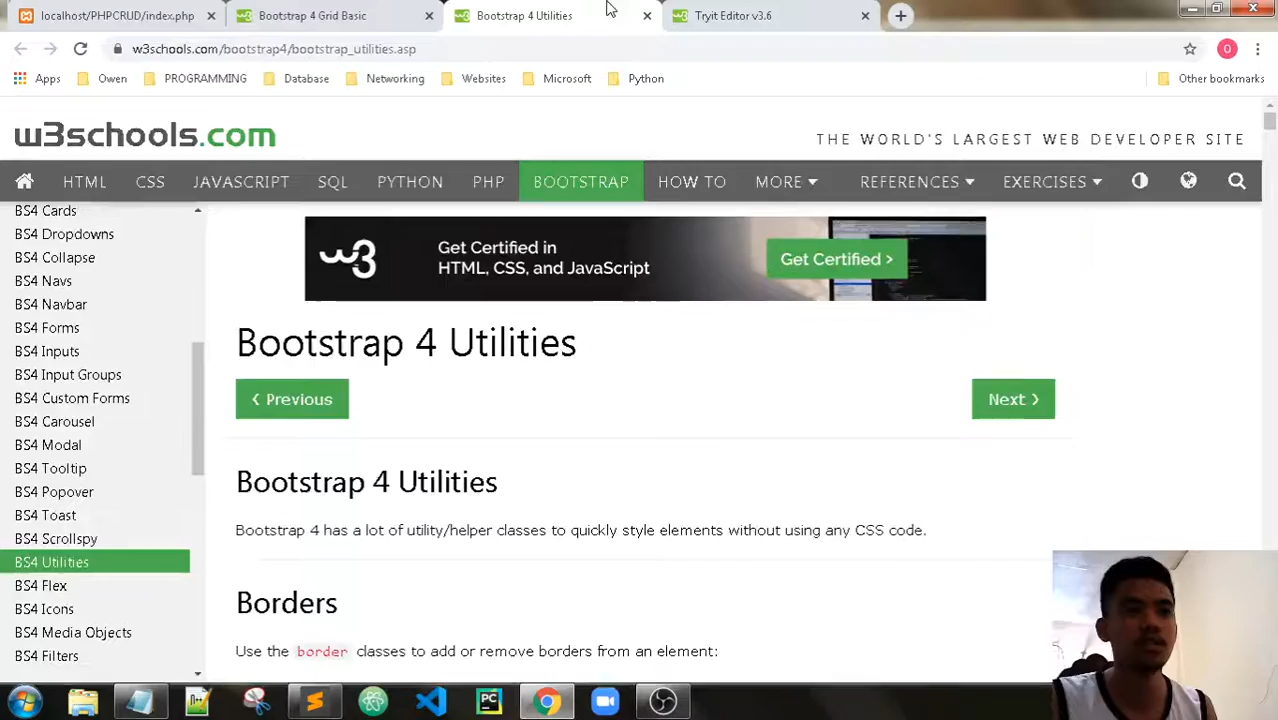 localhost/PHPCRUD/index.php
Bootstrap 4 Grid Basic
Bootstrap 4 Utilities
Tryit Editor v3.6
w3schools.com/bootstrap4/bootstrap_utilities.asp
O
Apps
Owen
PROGRAMMING
Database
Networking
Websites
Microsoft
Python
Other bookmarks
w3schools.com
THE WORLD'S LARGEST WEB DEVELOPER SITE
HTML
CSS
JAVASCRIPT
SQL
PYTHON
PHP
BOOTSTRAP
HOW TO
MORE
REFERENCES
EXERCISES
BS4 Cards
BS4 Dropdowns
BS4 Collapse
BS4 Navs
BS4 Navbar
BS4 Forms
BS4 Inputs
BS4 Input Groups
BS4 Custom Forms
BS4 Carousel
BS4 Modal
BS4 Tooltip
BS4 Popover
BS4 Toast
BS4 Scrollspy
BS4 Utilities
BS4 Flex
BS4 Icons
BS4 Media Objects
BS4 Filters
w3
Get Certified in
HTML, CSS, and JavaScript
Get Certified >
Bootstrap 4 Utilities
❮ Previous
Next ❯
Bootstrap 4 Utilities
Bootstrap 4 has a lot of utility/helper classes to quickly style elements without using any CSS code.
Borders
Use the border classes to add or remove borders from an element: